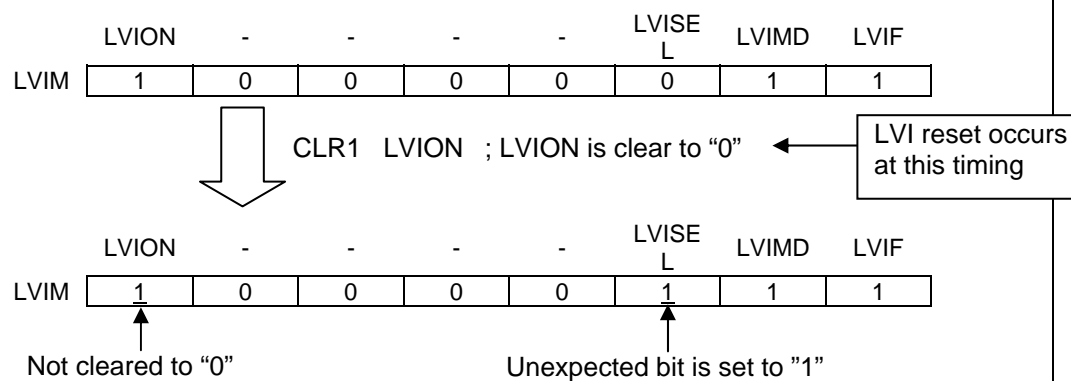 LVION - - - - LVISEL LVIMD LVIF
LVIM 1 0 0 0 0 0 1 1
CLR1 LVION ; LVION is clear to “0”
LVI reset occurs
at this timing
LVION - - - - LVISEL LVIMD LVIF
LVIM 1 0 0 0 0 1 1 1
Not cleared to “0” Unexpected bit is set to ”1”